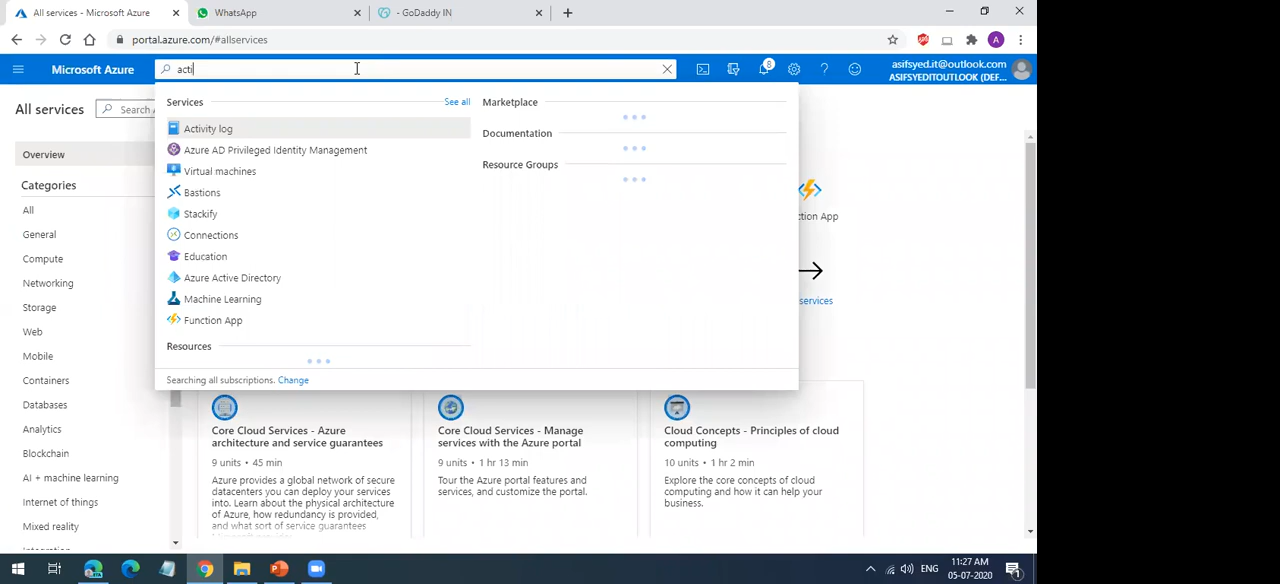 All services - Microsoft Azure
WhatsApp
- GoDaddy IN
portal.azure.com/#allservices
A
Microsoft Azure
acti
8
asifsyed.it@outlook.com
ASIFSYEDITOUTLOOK (DEF...
All services
Search
Services
See all
Activity log
Azure AD Privileged Identity Management
Virtual machines
Bastions
Stackify
Connections
Education
Azure Active Directory
Machine Learning
Function App
Resources
Searching all subscriptions. Change
Marketplace
Documentation
Resource Groups
Overview
Categories
All
General
Compute
Networking
Storage
Web
Mobile
Containers
Databases
Analytics
Blockchain
AI + machine learning
Internet of things
Mixed reality
ction App
services
Core Cloud Services - Azure
architecture and service guarantees
9 units • 45 min
Azure provides a global network of secure
datacenters you can deploy your services
into. Learn about the physical architecture
of Azure, how redundancy is provided,
and what sort of service guarantees
Core Cloud Services - Manage
services with the Azure portal
9 units • 1 hr 13 min
Tour the Azure portal features and
services, and customize the portal.
Cloud Concepts - Principles of cloud
computing
10 units • 1 hr 2 min
Explore the core concepts of cloud
computing and how it can help your
business.
ENG
11:27 AM
05-07-2020
1